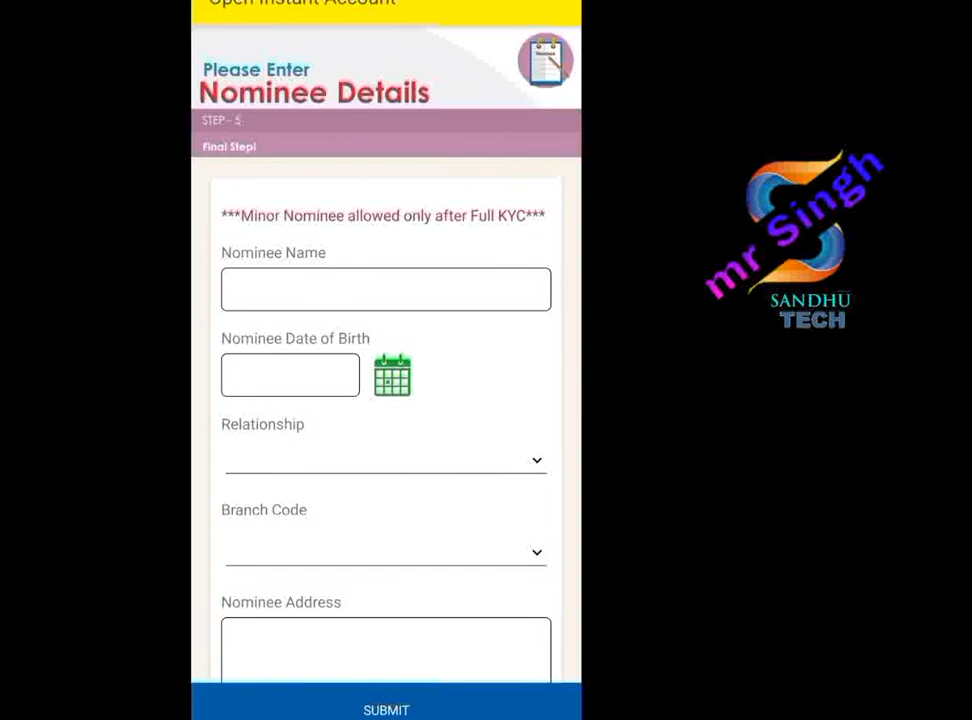 Open Instant Account
Please Enter
Nominee Details
STEP - 5
Final Step!
***Minor Nominee allowed only after Full KYC***
Nominee Name
Nominee Date of Birth
Relationship
Branch Code
Nominee Address
SUBMIT
mr Singh
SANDHU
TECH